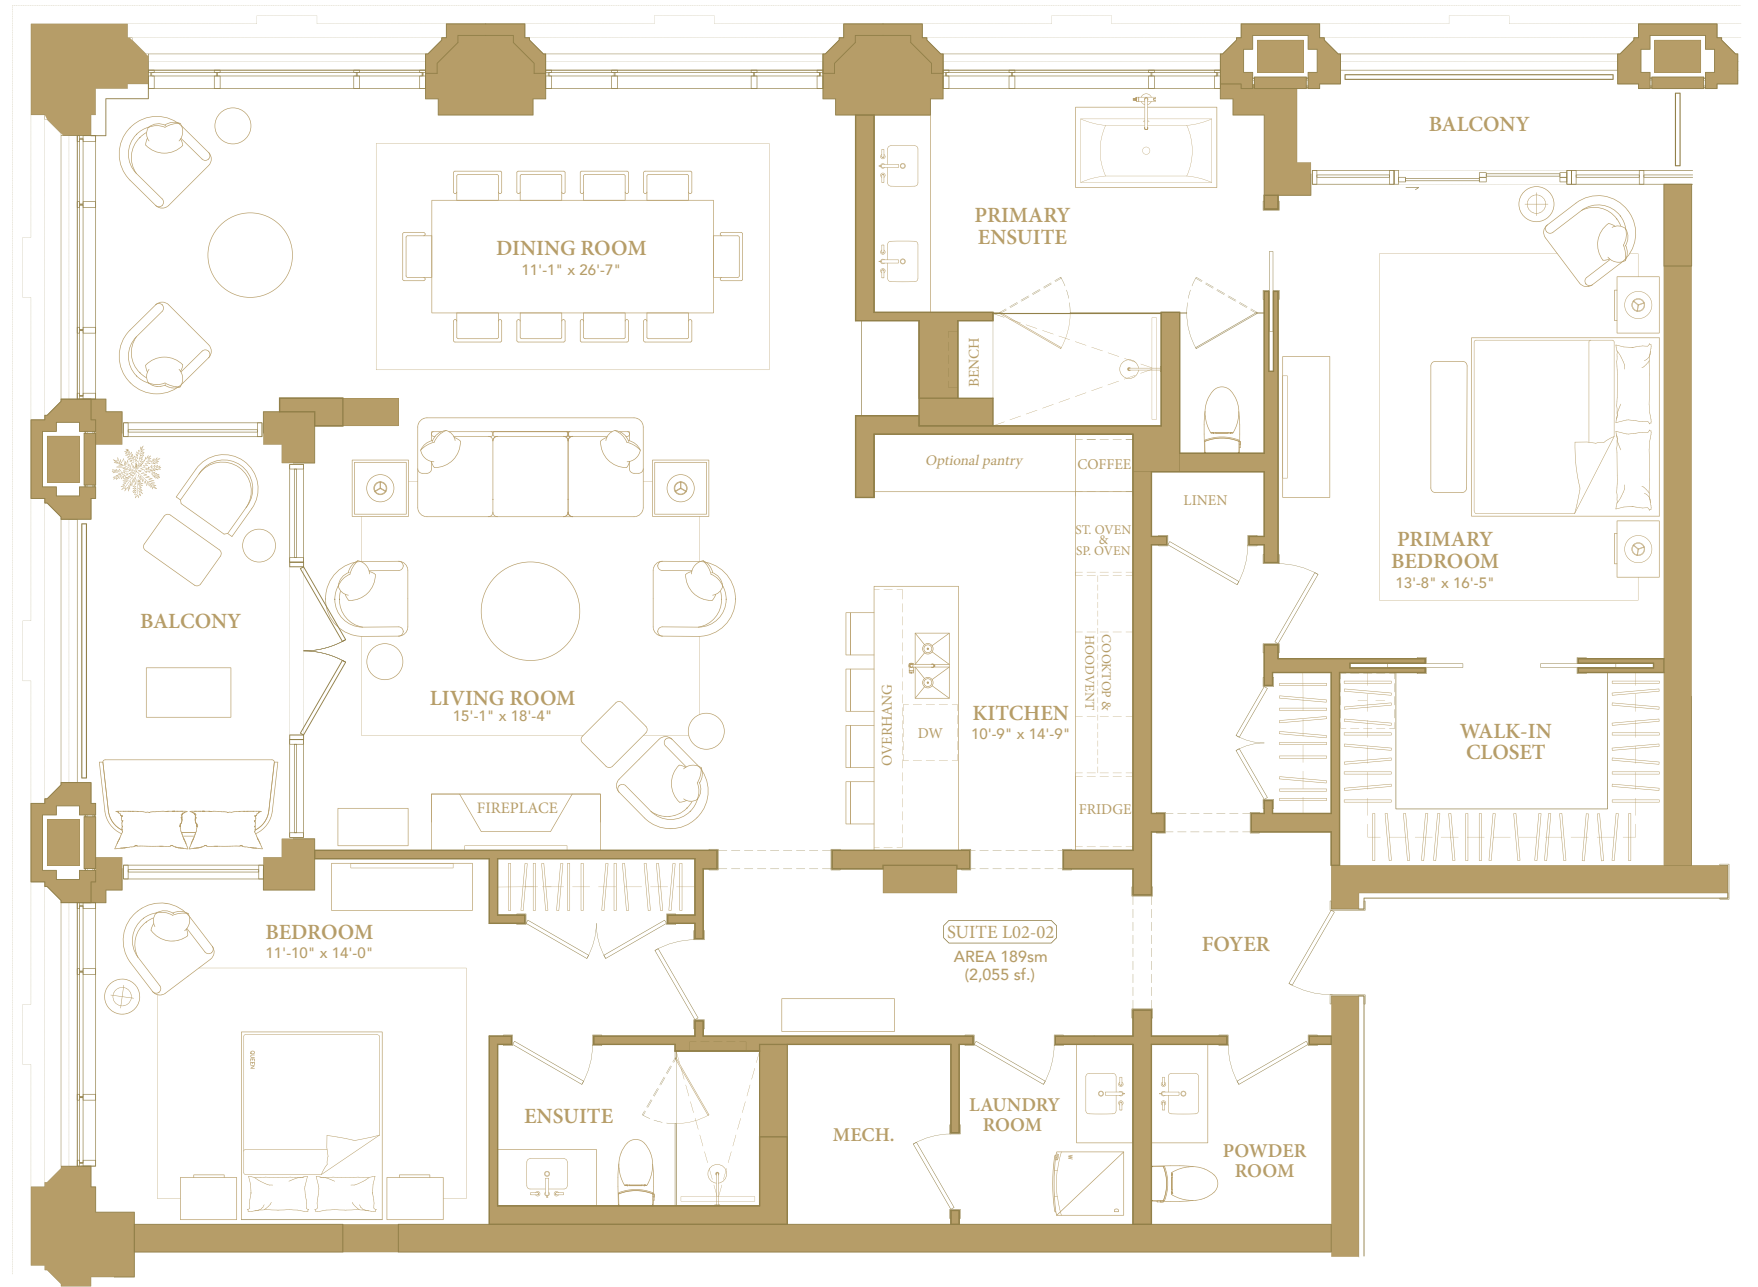 BALCONY
PRIMARY
ENSUITE
DINING ROOM
11'-1" x 26'-7"
BENCH
Optional pantry
COFFEE
LINEN
ST. OVEN
&
SP. OVEN
PRIMARY
BEDROOM
13'-8" x 16'-5"
BALCONY
COOKTOP &
HOODVENT
LIVING ROOM
15'-1" x 18'-4"
OVERHANG
DW
KITCHEN
10'-9" x 14'-9"
WALK-IN
CLOSET
FIREPLACE
FRIDGE
BEDROOM
11'-10" x 14'-0"
SUITE L02-02
AREA 189sm
(2,055 sf.)
FOYER
QUEEN
ENSUITE
MECH.
LAUNDRY
ROOM
POWDER
ROOM